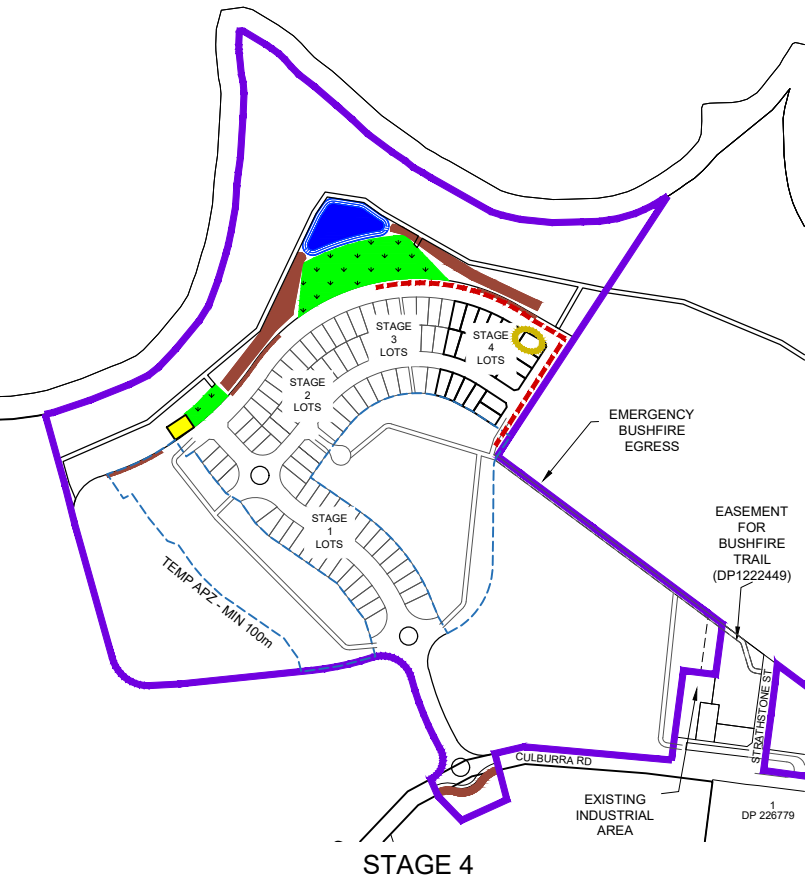 STAGE
3
LOTS
STAGE
4
LOTS
STAGE
2
LOTS
EMERGENCY
BUSHFIRE
EGRESS
STAGE
1
LOTS
EASEMENT
FOR
BUSHFIRE
TRAIL
(DP1222449)
TEMP APZ - MIN 100m
STRATHSTONE ST
CULBURRA RD
EXISTING
INDUSTRIAL
AREA
1
DP 226779
STAGE 4